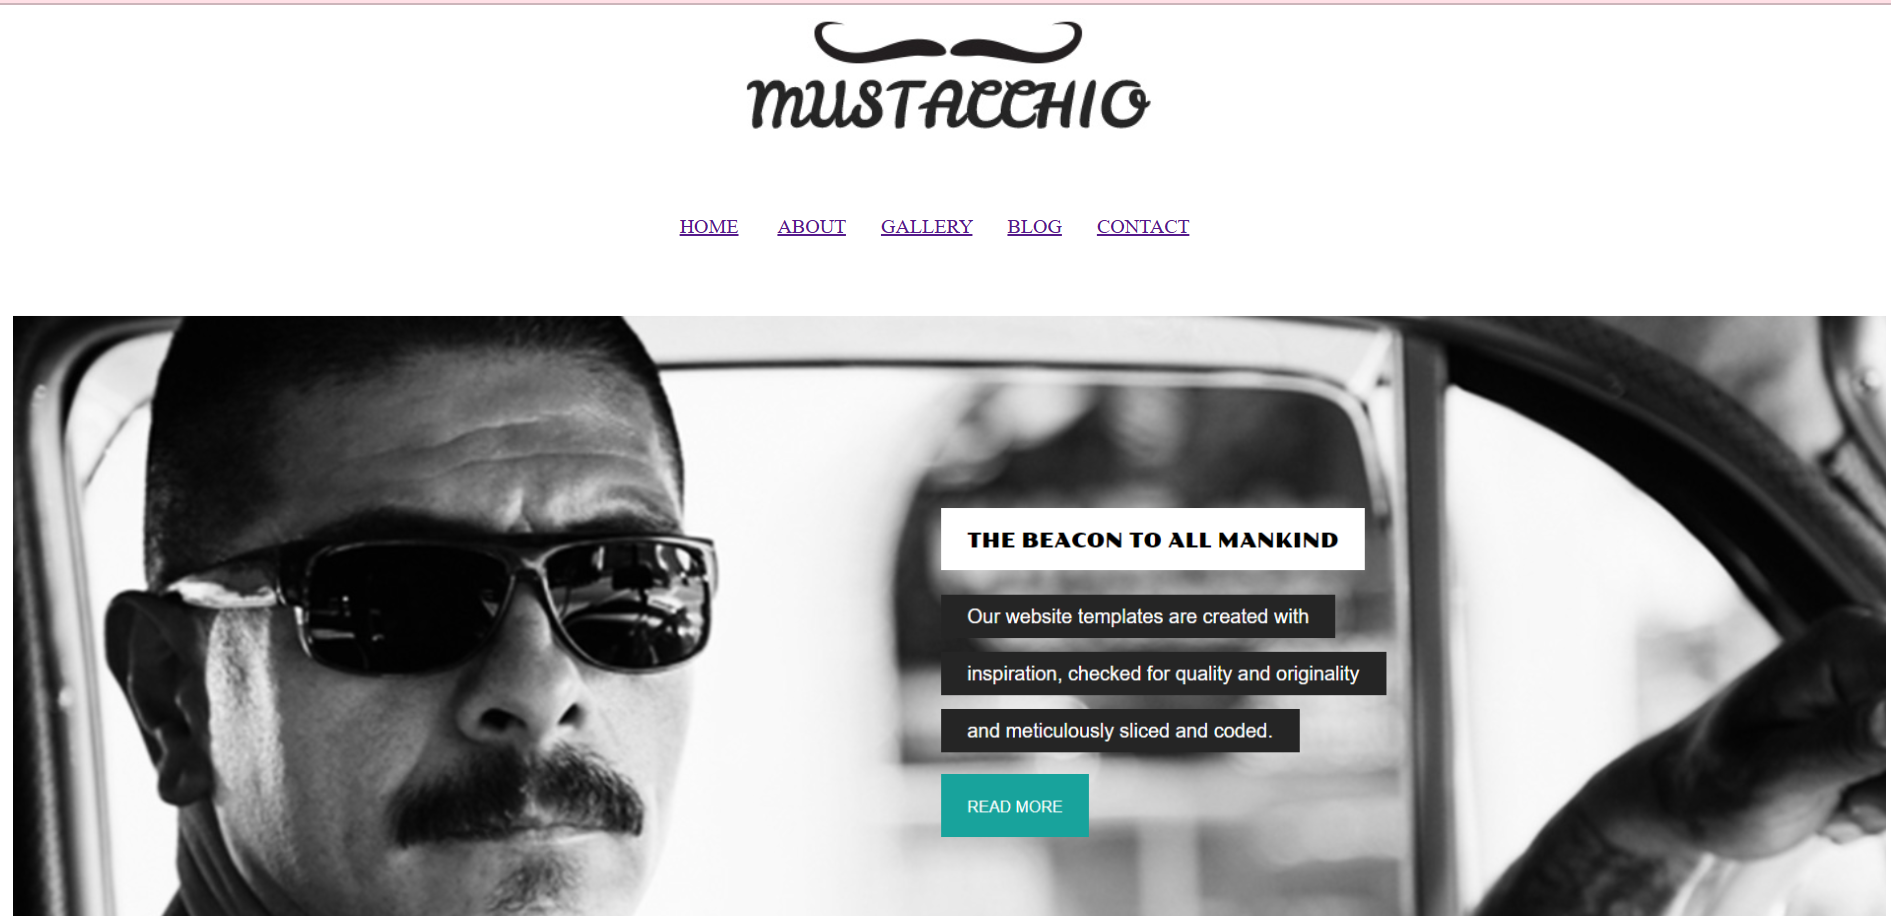 MUSTACCHIO
HOME ABOUT GALLERY BLOG CONTACT
THE BEACON TO ALL MANKIND
Our website templates are created with
inspiration, checked for quality and originality
and meticulously sliced and coded.
READ MORE